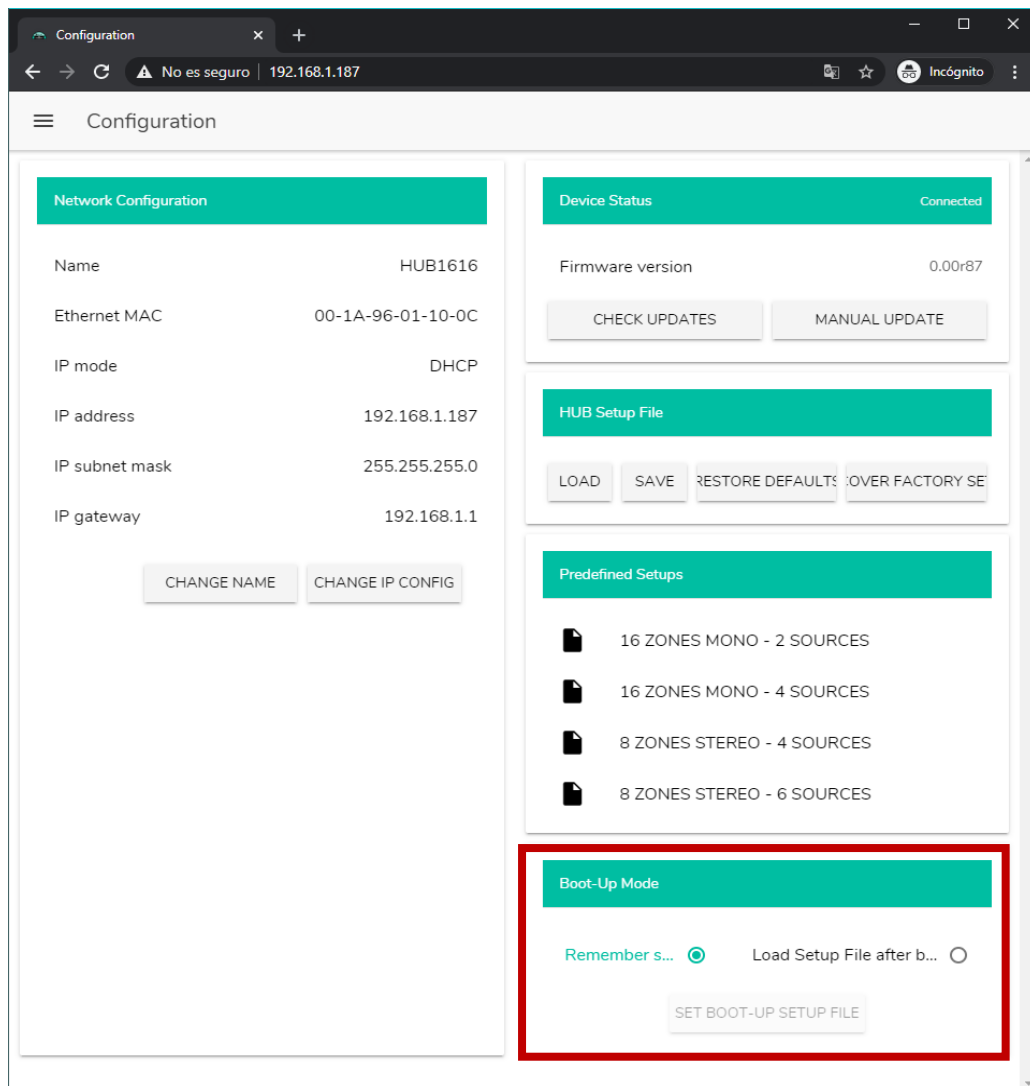 Configuration
No es seguro 192.168.1.187 Incógnito
Configuration
Network Configuration
Name HUB1616
Ethernet MAC 00-1A-96-01-10-0C
IP mode DHCP
IP address 192.168.1.187
IP subnet mask 255.255.255.0
IP gateway 192.168.1.1
CHANGE NAME CHANGE IP CONFIG
Device Status Connected
Firmware version 0.00r87
CHECK UPDATES MANUAL UPDATE
HUB Setup File
LOAD SAVE RESTORE DEFAULTS COVER FACTORY SE
Predefined Setups
16 ZONES MONO - 2 SOURCES
16 ZONES MONO - 4 SOURCES
8 ZONES STEREO - 4 SOURCES
8 ZONES STEREO - 6 SOURCES
Boot-Up Mode
Remember s... Load Setup File after b...
SET BOOT-UP SETUP FILE